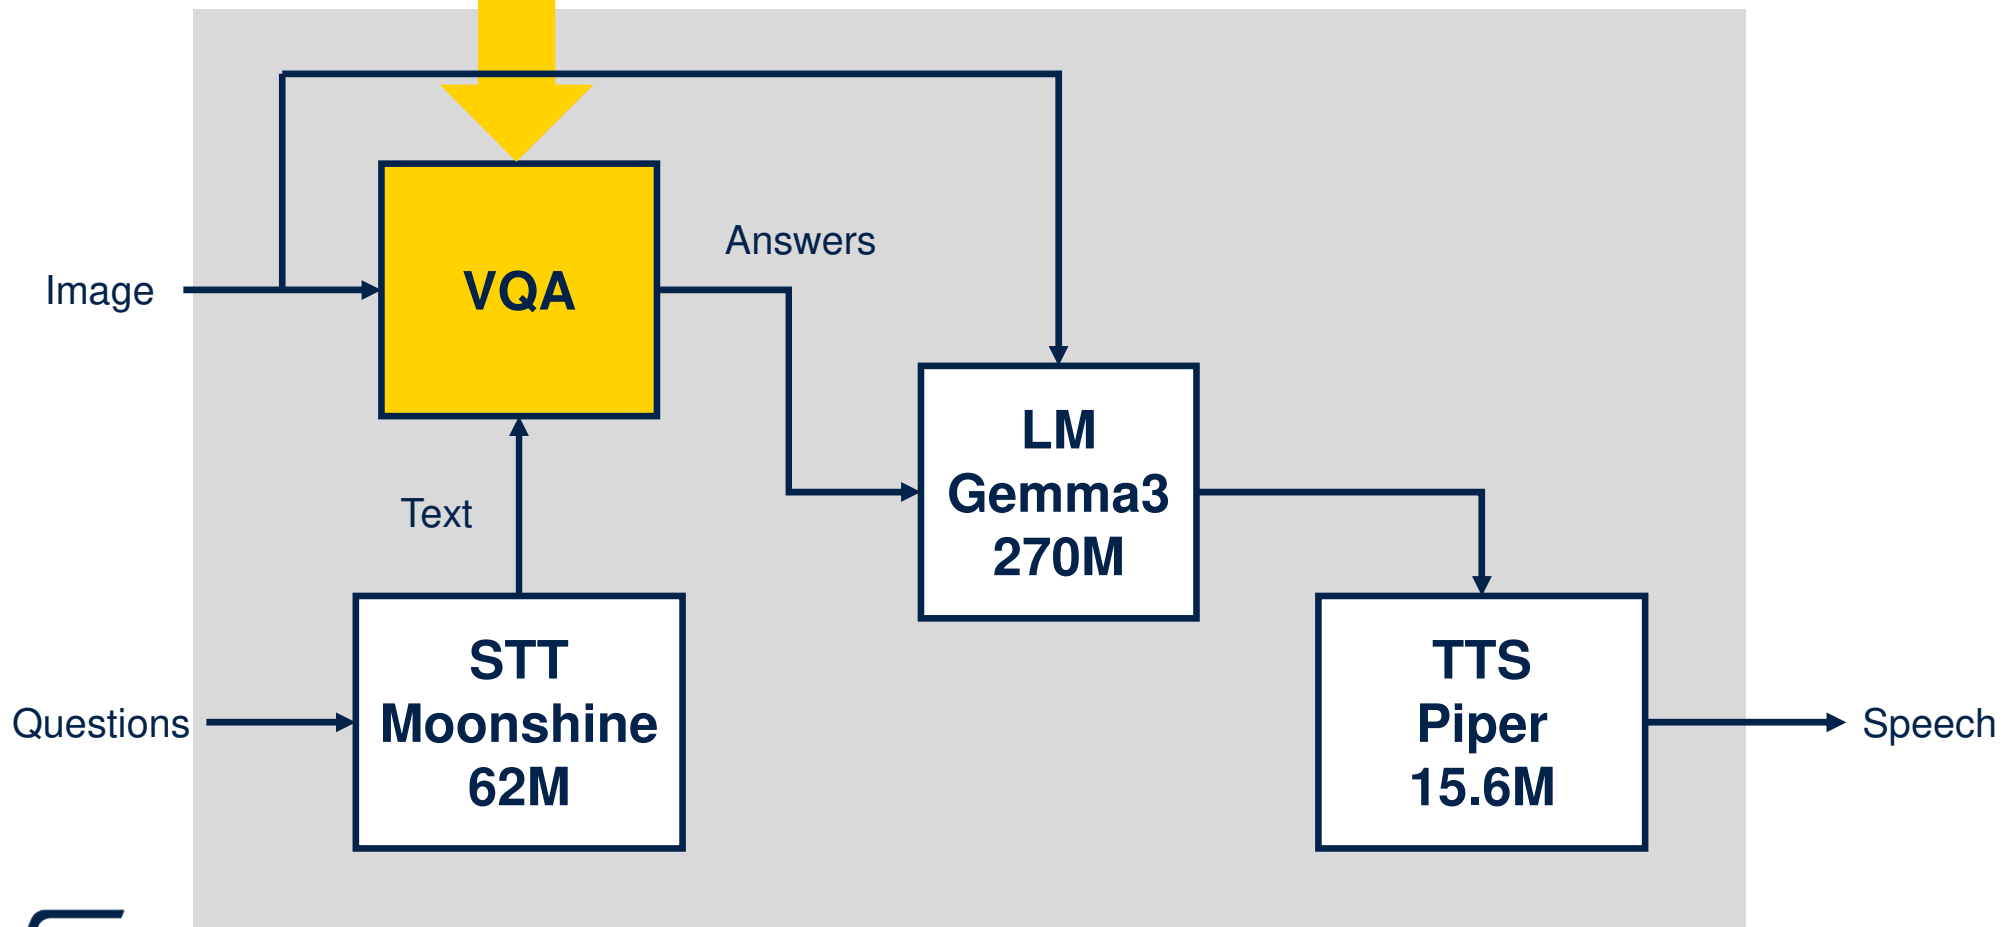 Image
VQA
Answers
Text
LM
Gemma3
270M
Questions
STT
Moonshine
62M
TTS
Piper
15.6M
Speech